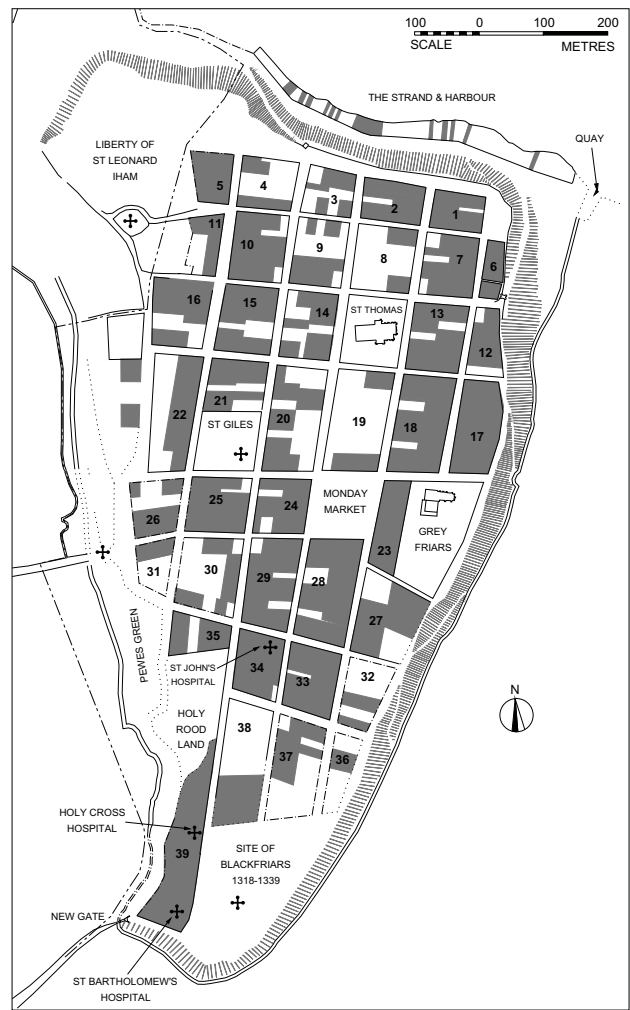 100 0 100 200
SCALE METRES
THE STRAND & HARBOUR
QUAY
LIBERTY OF
ST LEONARD
IHAM
5
4
3
2
1
11
10
9
8
7
6
16
15
14
ST THOMAS
13
12
22
21
ST GILES
20
19
18
17
26
25
24
MONDAY
MARKET
GREY
FRIARS
23
31
30
29
28
27
PEWES GREEN
35
ST JOHN'S
HOSPITAL
34
33
32
N
HOLY
ROOD
LAND
38
37
36
HOLY CROSS
HOSPITAL
39
SITE OF
BLACKFRIARS
1318-1339
NEW GATE
ST BARTHOLOMEW'S
HOSPITAL